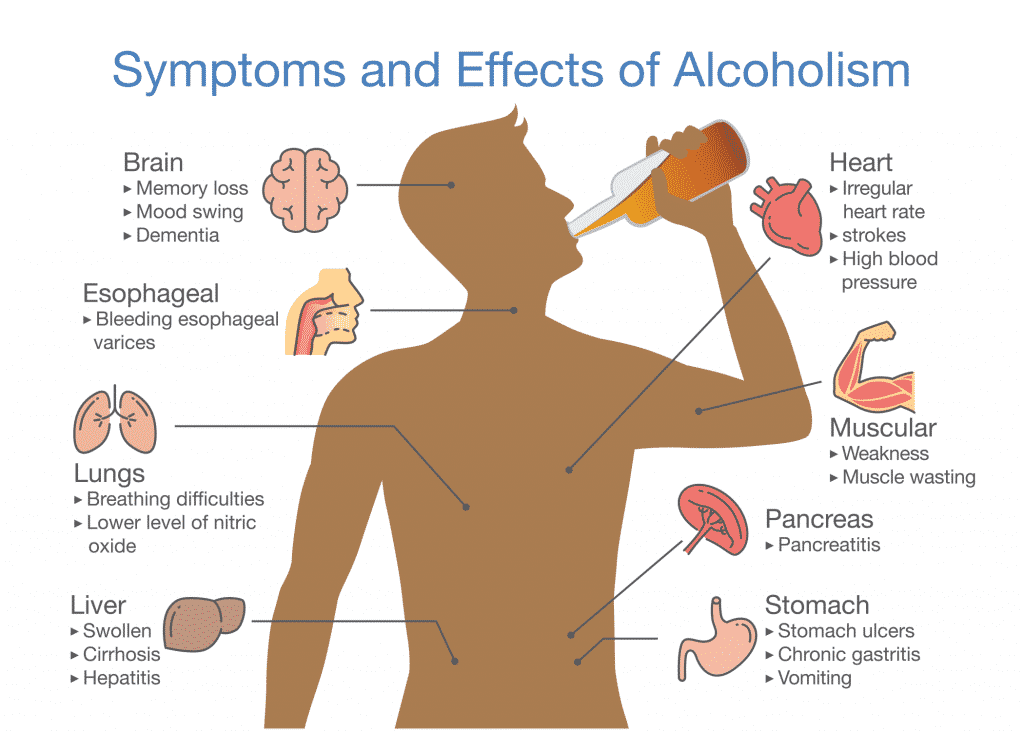 Symptoms and Effects of Alcoholism
Brain
▸ Memory loss
▸ Mood swing
▸ Dementia
Esophageal
▸ Bleeding esophageal
varices
Lungs
▸ Breathing difficulties
▸ Lower level of nitric
oxide
Liver
▸ Swollen
▸ Cirrhosis
▸ Hepatitis
Heart
▸ Irregular
heart rate
▸ strokes
▸ High blood
pressure
Muscular
▸ Weakness
▸ Muscle wasting
Pancreas
▸ Pancreatitis
Stomach
▸ Stomach ulcers
▸ Chronic gastritis
▸ Vomiting